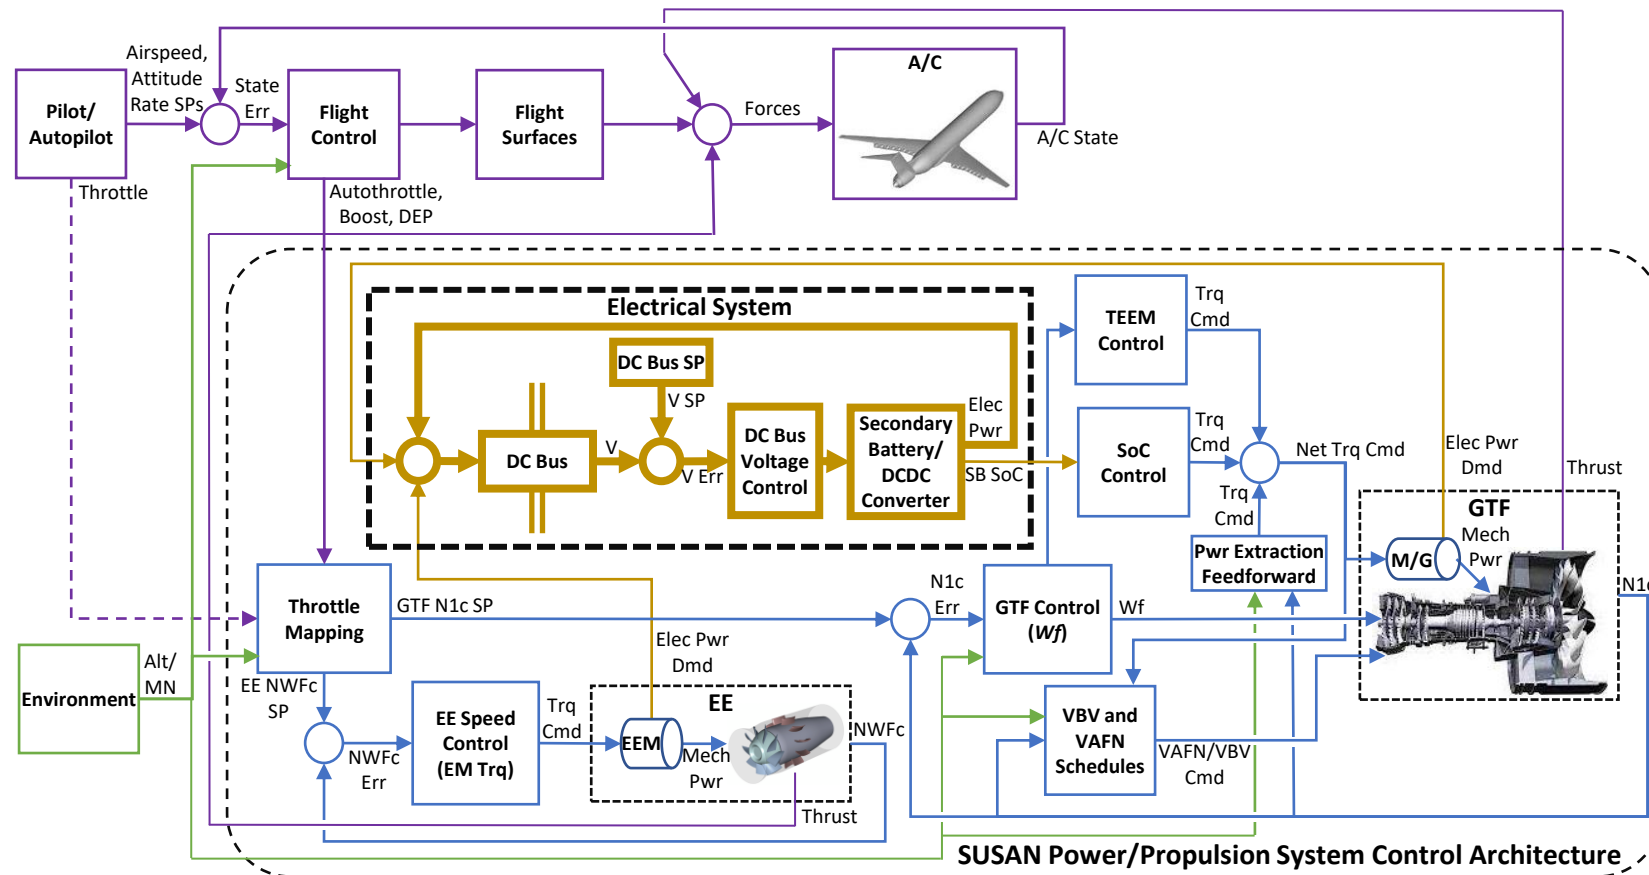 Pilot/
Autopilot
Airspeed,
Attitude
Rate SPs
State
Err
Flight
Control
Flight
Surfaces
Forces
A/C
A/C State
Throttle
Autothrottle,
Boost, DEP
Electrical System
DC Bus SP
V SP
DC Bus
V
V Err
DC Bus
Voltage
Control
Secondary
Battery/
DCDC
Converter
Elec
Pwr
SB SoC
TEEM
Control
Trq
Cmd
SoC
Control
Trq
Cmd
Net Trq Cmd
Trq
Cmd
Pwr Extraction
Feedforward
Elec Pwr
Dmd
Thrust
GTF
M/G
Mech
Pwr
N1c
Throttle
Mapping
GTF N1c SP
N1c
Err
GTF Control
(Wf)
Wf
Environment
Alt/
MN
EE NWFc
SP
NWFc
Err
EE Speed
Control
(EM Trq)
Trq
Cmd
Elec Pwr
Dmd
EE
EEM
Mech
Pwr
NWFc
Thrust
VBV and
VAFN
Schedules
VAFN/VBV
Cmd
SUSAN Power/Propulsion System Control Architecture